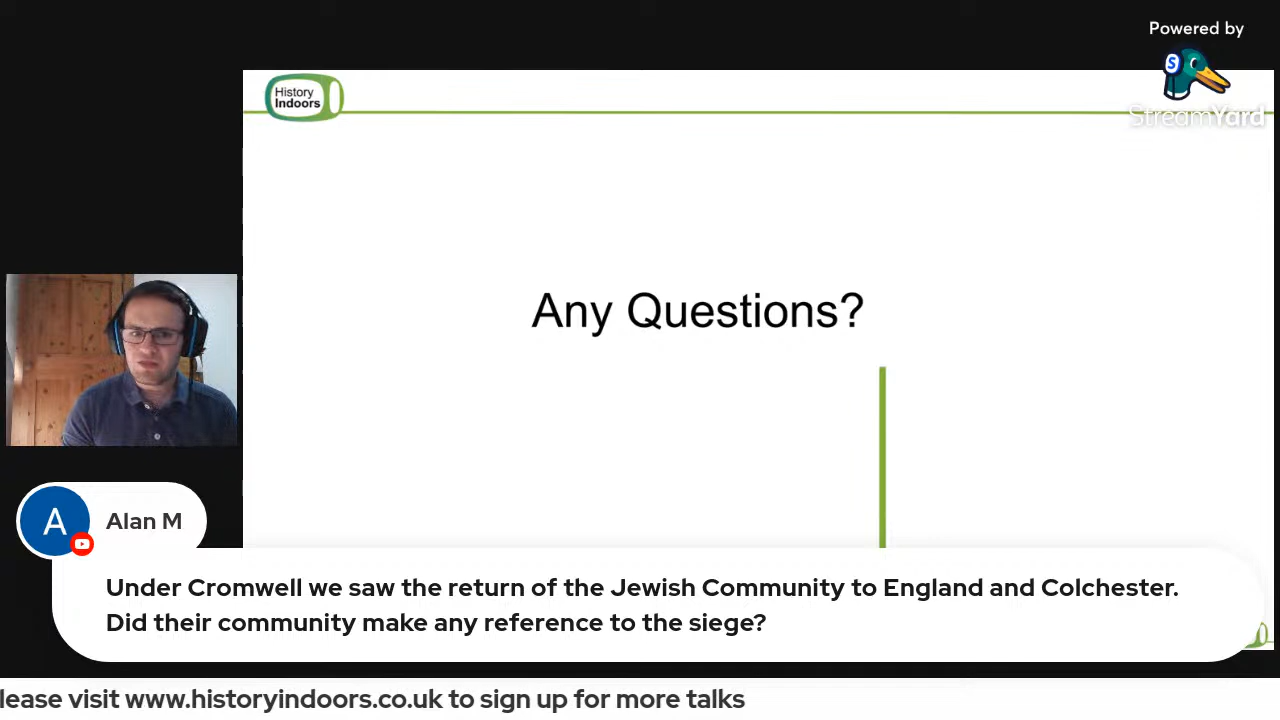 Powered by
StreamYard
History
Indoors
Any Questions?
A
Alan M
Under Cromwell we saw the return of the Jewish Community to England and Colchester.
Did their community make any reference to the siege?
lease visit www.historyindoors.co.uk to sign up for more talks